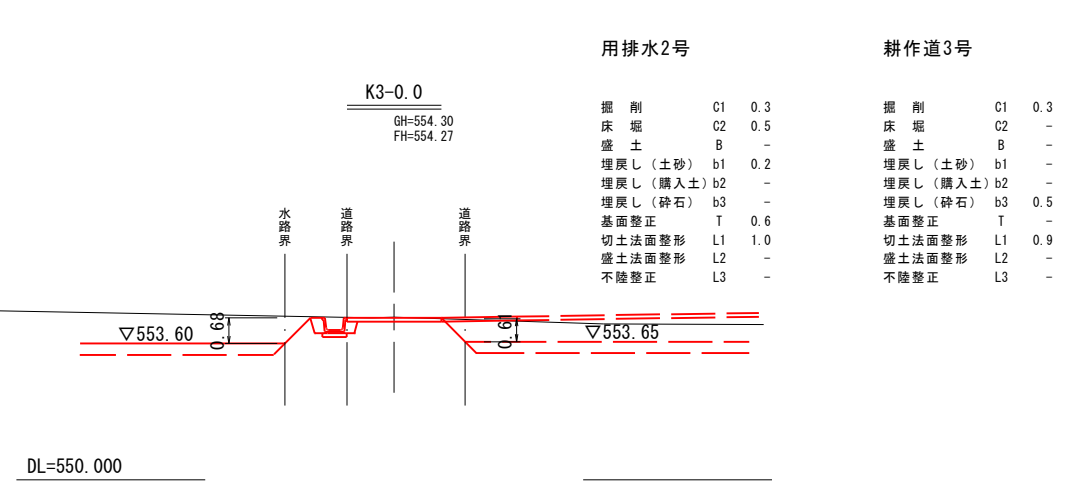 用排水2号
掘 削 C1 0.3
床 堀 C2 0.5
盛 土 B -
埋戻し（土砂） b1 0.2
埋戻し（購入土） b2 -
埋戻し（砕石） b3 -
基面整正 T 0.6
切土法面整形 L1 1.0
盛土法面整形 L2 -
不陸整正 L3 -
耕作道3号
掘 削 C1 0.3
床 堀 C2 -
盛 土 B -
埋戻し（土砂） b1 -
埋戻し（購入土） b2 -
埋戻し（砕石） b3 0.5
基面整正 T -
切土法面整形 L1 0.9
盛土法面整形 L2 -
不陸整正 L3 -
K3-0.0
GH=554.30
FH=554.27
水路界
道路界
道路界
▽553.60
0.68
0.61
▽553.65
DL=550.000